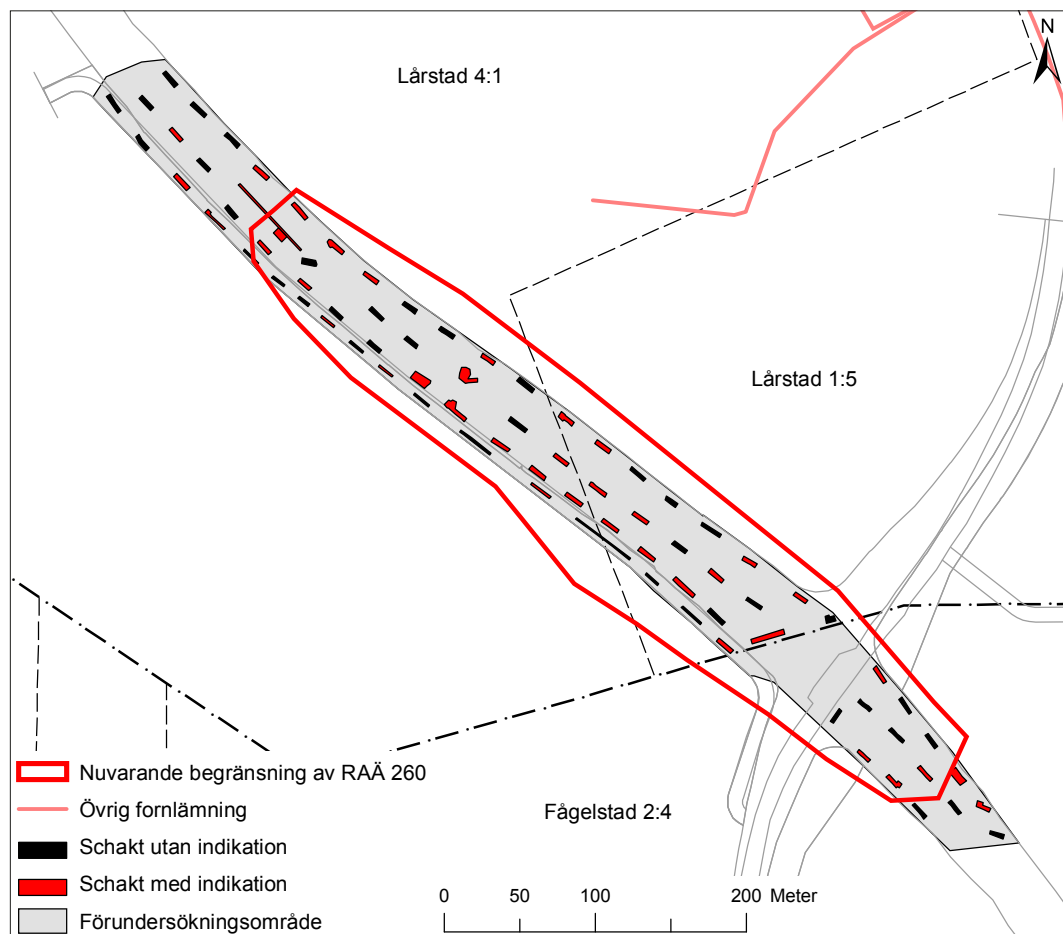 N
Lårstad 4:1
Lårstad 1:5
Nuvarande begränsning av RAÄ 260
Övrig fornlämning
Schakt utan indikation
Schakt med indikation
Förundersökningsområde
Fågelstad 2:4
0 50 100 200 Meter